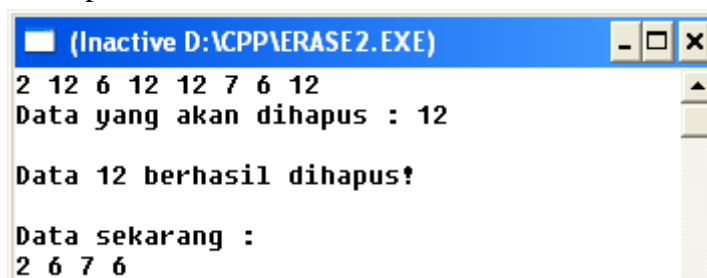 (Inactive D:\CPP\ERASE2.EXE)
2 12 6 12 12 7 6 12
Data yang akan dihapus : 12
Data 12 berhasil dihapus!
Data sekarang :
2 6 7 6